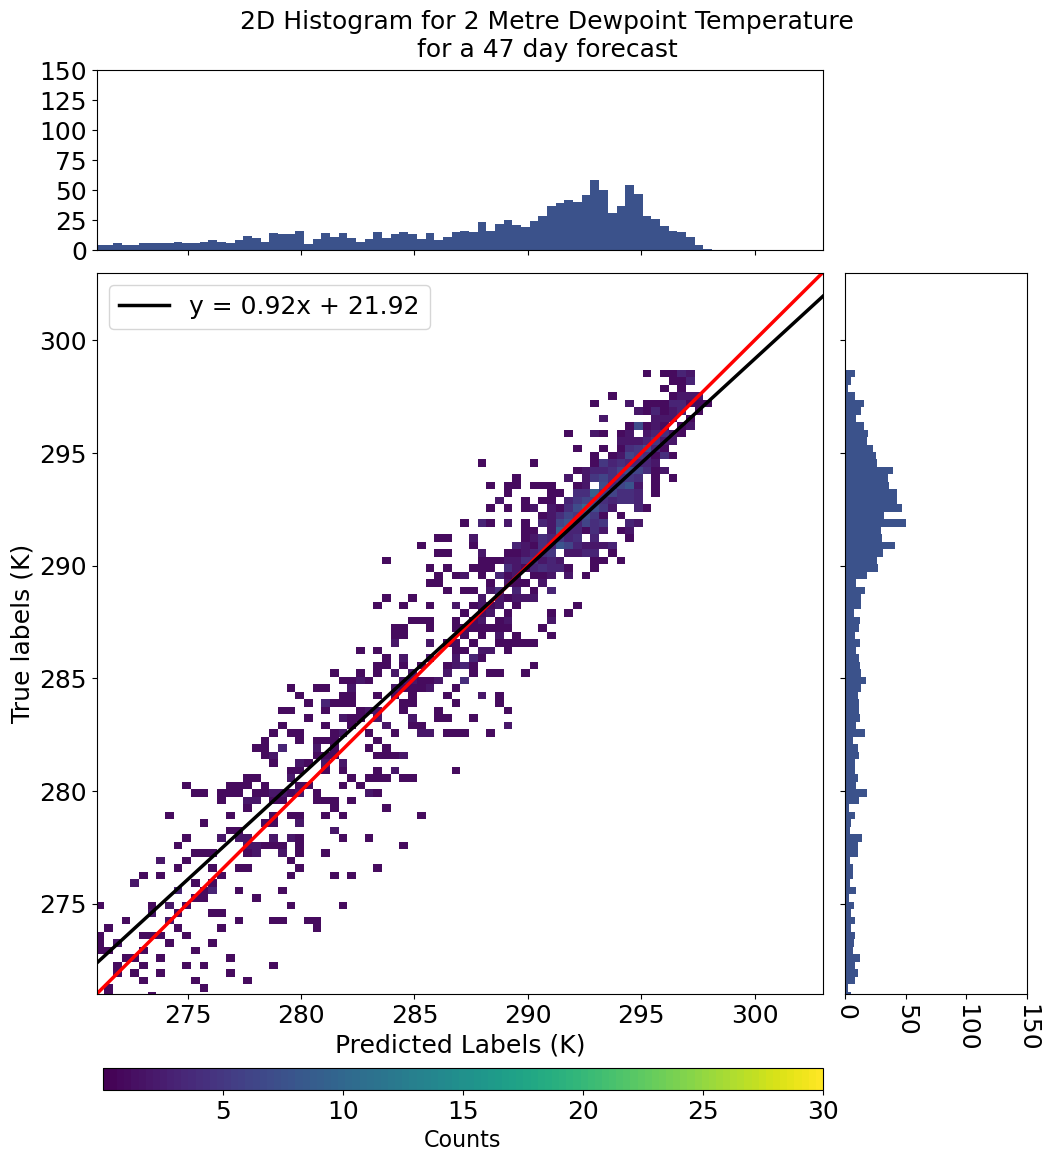 2D Histogram for 2 Metre Dewpoint Temperature
for a 47 day forecast
150
125
100
75
50
25
0
y = 0.92x + 21.92
True labels (K)
300
295
290
285
280
275
275 280 285 290 295 300
Predicted Labels (K)
0 50 100 150
5 10 15 20 25 30
Counts